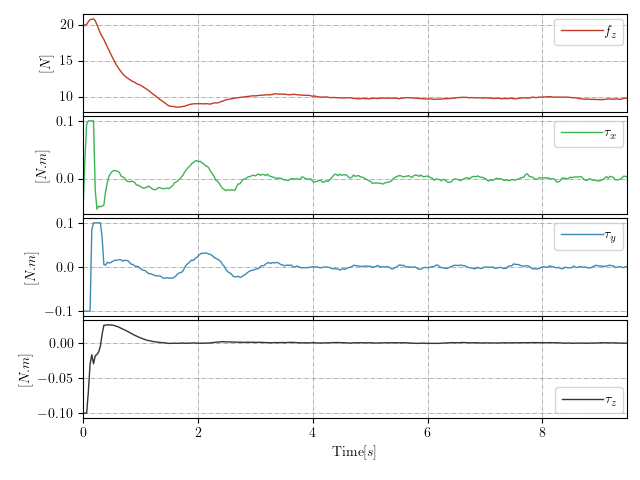 20
15
10
[N]
f_z
0.1
0.0
[N.m]
τ_x
0.1
0.0
−0.1
[N.m]
τ_y
0.00
−0.05
−0.10
[N.m]
τ_z
0 2 4 6 8
Time[s]